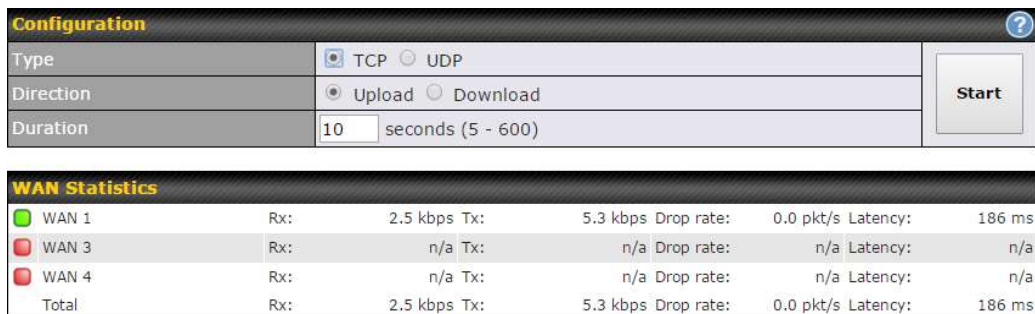 Configuration ?
Type TCP UDP
Direction Upload Download
Duration 10 seconds (5 - 600)
Start
WAN Statistics
WAN 1 Rx: 2.5 kbps Tx: 5.3 kbps Drop rate: 0.0 pkt/s Latency: 186 ms
WAN 3 Rx: n/a Tx: n/a Drop rate: n/a Latency: n/a
WAN 4 Rx: n/a Tx: n/a Drop rate: n/a Latency: n/a
Total Rx: 2.5 kbps Tx: 5.3 kbps Drop rate: 0.0 pkt/s Latency: 186 ms